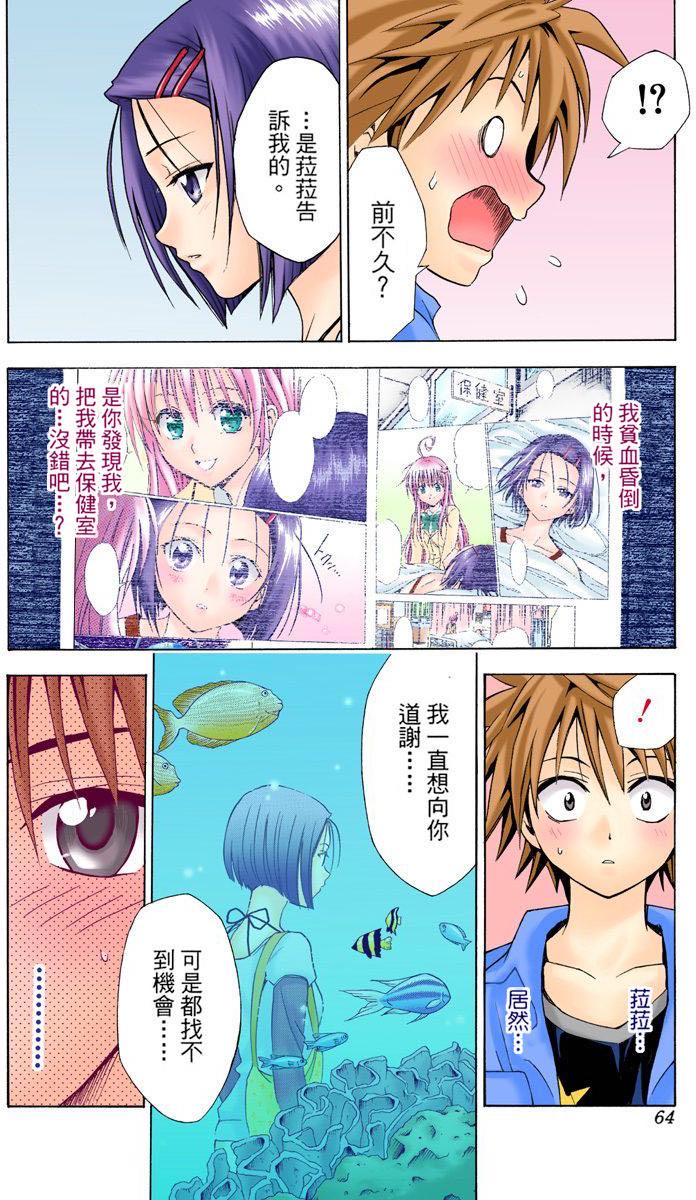 !?
前不久?
…是菈菈告
訴我的。
我貧血昏倒
的時候，
保健室
トクン…
是你發現我，
把我帶去保健室
的…沒錯吧…?
!
菈菈…
居然…
我一直想向你
道謝……
可是都找不
到機會……
………
64